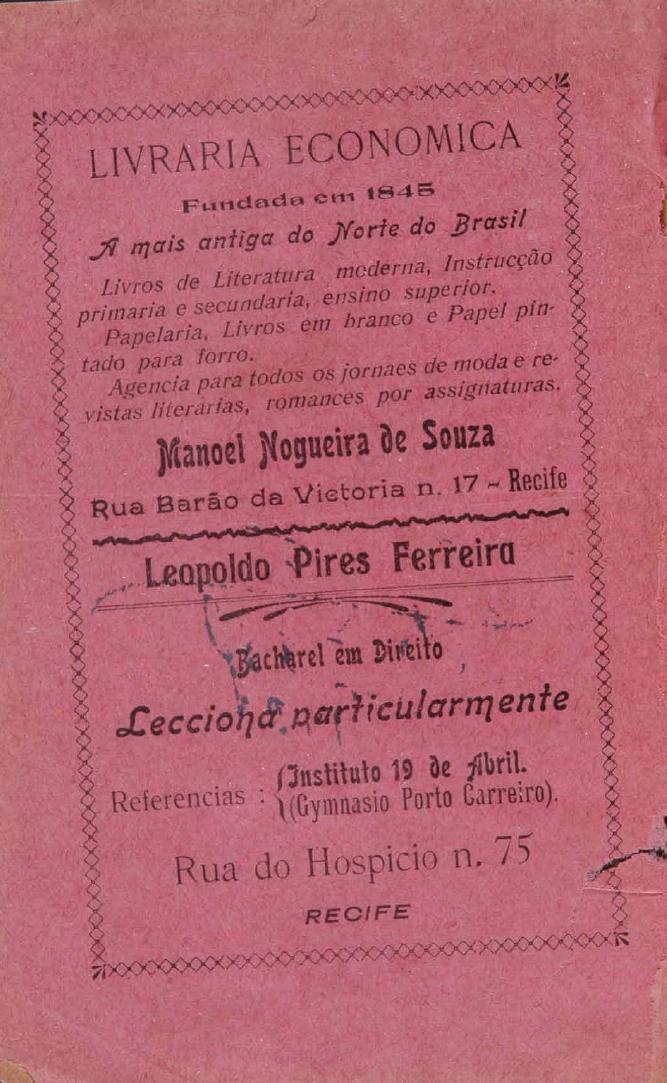 LIVRARIA ECONOMICA
Fundada em 1845
A mais antiga do Norte do Brasil
Livros de Literatura moderna, Instrucção
primaria e secundaria, ensino superior.
Papelaria, Livros em branco e Papel pin-
tado para forro.
Agencia para todos os jornaes de moda e re-
vistas literarias, romances por assignaturas.
Manoel Nogueira de Souza
Rua Barão da Victoria n. 17 ~ Recife
Leopoldo Pires Ferreira
Bacharel em Direito
Lecciona particularmente
Referencias : (Instituto 19 de Abril.
(Gymnasio Porto Carreiro).
Rua do Hospicio n. 75
RECIFE